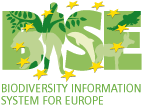 BISE
BIODIVERSITY INFORMATION
SYSTEM FOR EUROPE